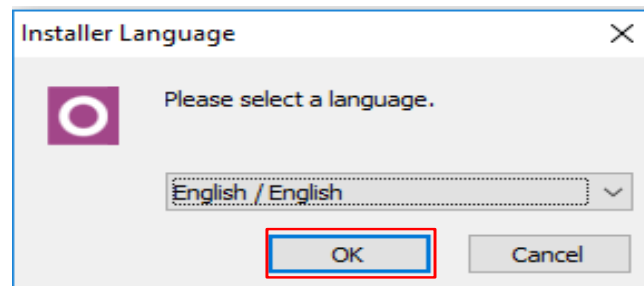 Installer Language
Please select a language.
English / English
OK
Cancel